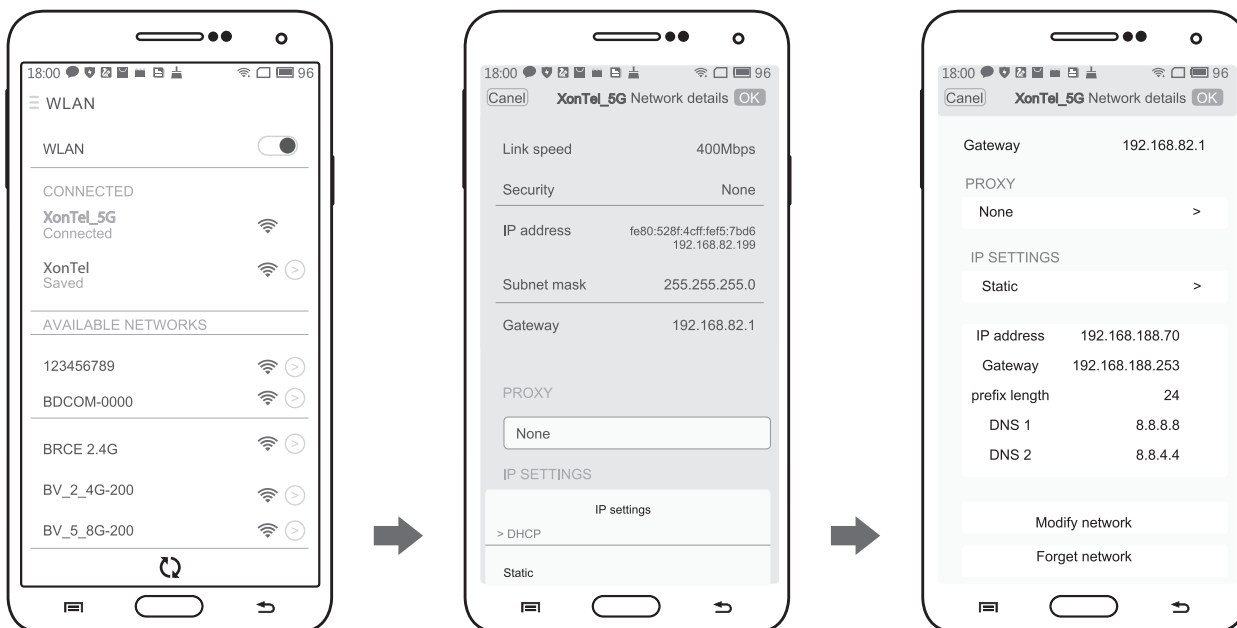 18:00 96
WLAN
WLAN
CONNECTED
XonTel_5G
Connected
XonTel
Saved
AVAILABLE NETWORKS
123456789
BDCOM-0000
BRCE 2.4G
BV_2_4G-200
BV_5_8G-200
18:00 96
Canel XonTel_5G Network details OK
Link speed 400Mbps
Security None
IP address fe80:528f:4cff:fef5:7bd6
192.168.82.199
Subnet mask 255.255.255.0
Gateway 192.168.82.1
PROXY
None
IP SETTINGS
IP settings
> DHCP
Static
18:00 96
Canel XonTel_5G Network details OK
Gateway 192.168.82.1
PROXY
None >
IP SETTINGS
Static >
IP address 192.168.188.70
Gateway 192.168.188.253
prefix length 24
DNS 1 8.8.8.8
DNS 2 8.8.4.4
Modify network
Forget network